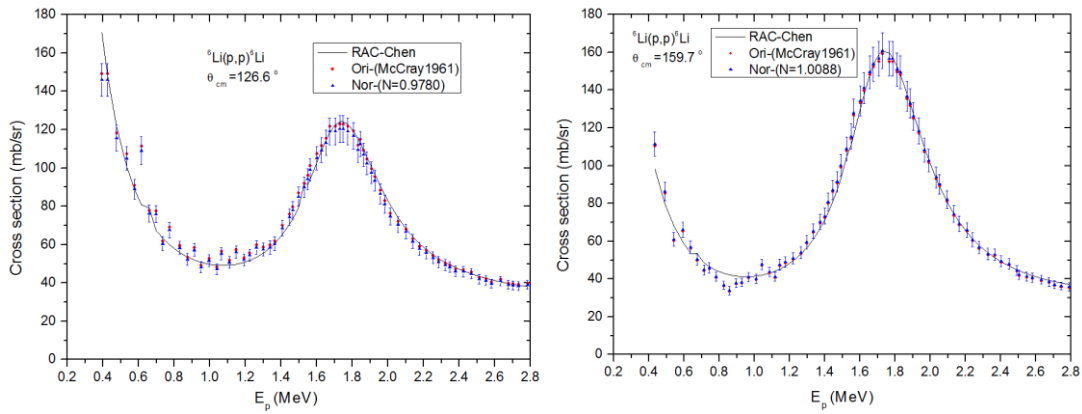 180
160
140
120
100
80
60
40
20
0
Cross section (mb/sr)
⁶Li(p,p)⁶Li
θcm=126.6°
RAC-Chen
Ori-(McCray1961)
Nor-(N=0.9780)
0.2 0.4 0.6 0.8 1.0 1.2 1.4 1.6 1.8 2.0 2.2 2.4 2.6 2.8
Ep (MeV)
180
160
140
120
100
80
60
40
20
0
Cross section (mb/sr)
⁶Li(p,p)⁶Li
θcm=159.7°
RAC-Chen
Ori-(McCray1961)
Nor-(N=1.0088)
0.2 0.4 0.6 0.8 1.0 1.2 1.4 1.6 1.8 2.0 2.2 2.4 2.6 2.8
Ep (MeV)